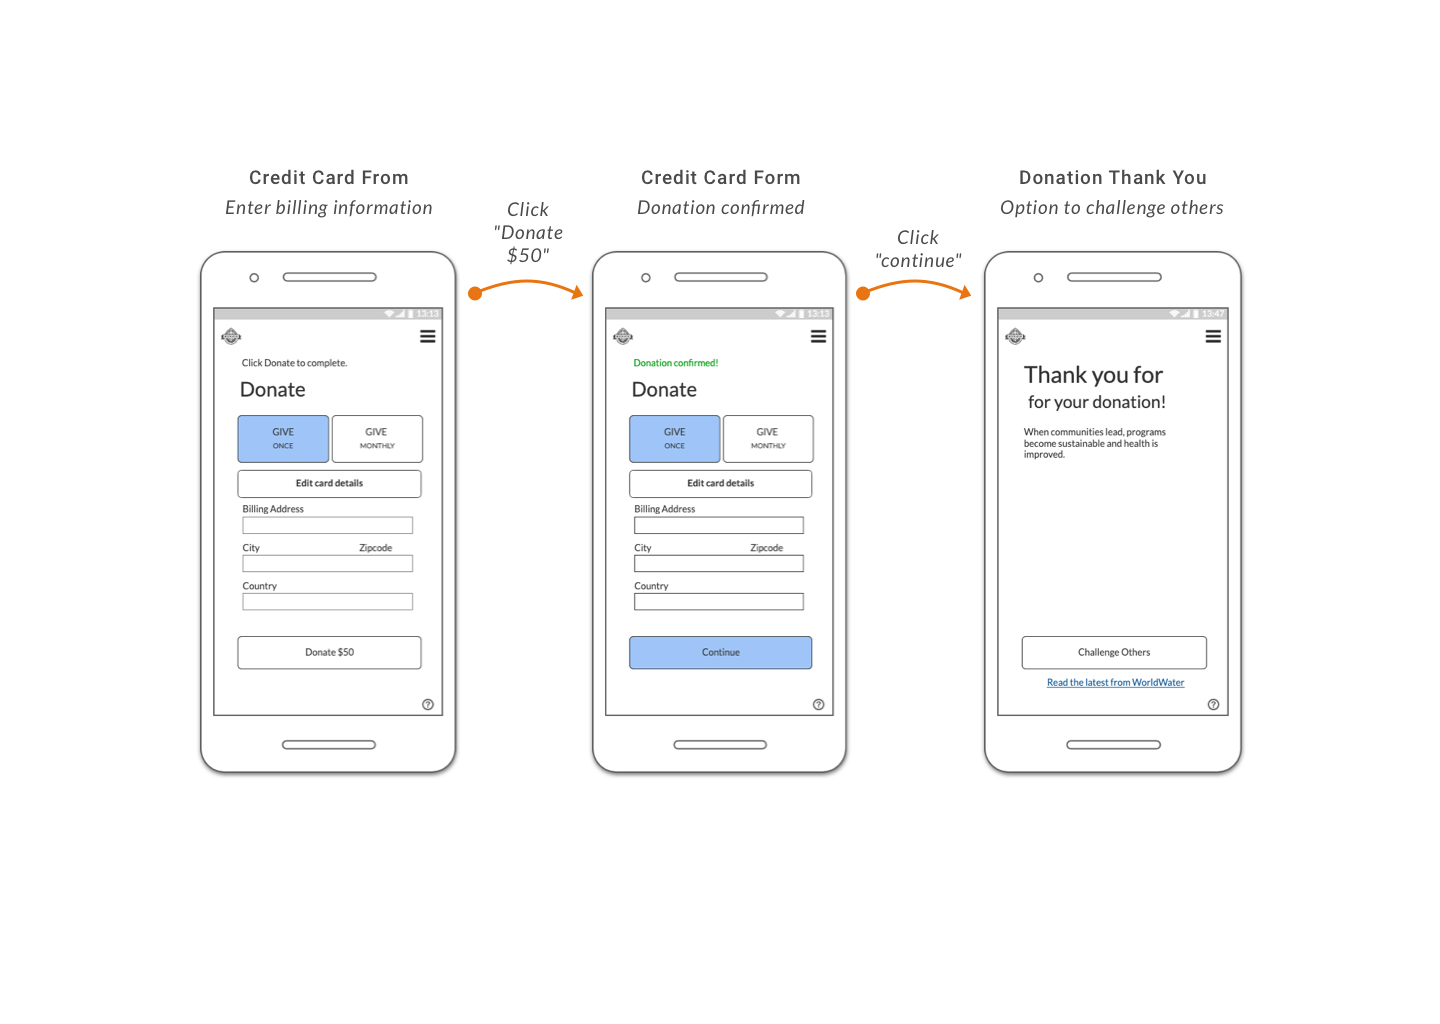 Credit Card From
Enter billing information
Click
"Donate
$50"
Credit Card Form
Donation confirmed
Click
"continue"
Donation Thank You
Option to challenge others
13:13
Click Donate to complete.
Donate
GIVE
ONCE
GIVE
MONTHLY
Edit card details
Billing Address
City Zipcode
Country
Donate $50
?
13:13
Donation confirmed!
Donate
GIVE
ONCE
GIVE
MONTHLY
Edit card details
Billing Address
City Zipcode
Country
Continue
?
13:47
Thank you for
for your donation!
When communities lead, programs
become sustainable and health is
improved.
Challenge Others
Read the latest from WorldWater
?